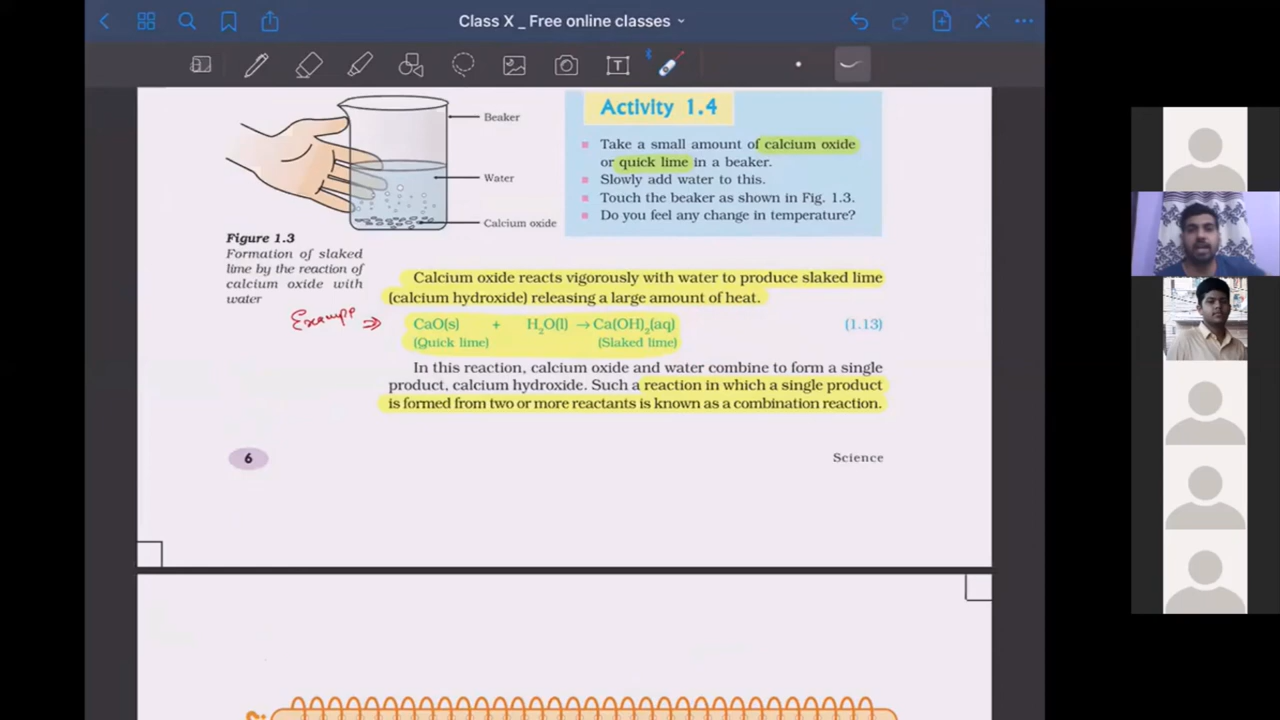 Class X _ Free online classes
Activity 1.4
Take a small amount of calcium oxide
or quick lime in a beaker.
Slowly add water to this.
Touch the beaker as shown in Fig. 1.3.
Do you feel any change in temperature?
Beaker
Water
Calcium oxide
Figure 1.3
Formation of slaked
lime by the reaction of
calcium oxide with
water
Calcium oxide reacts vigorously with water to produce slaked lime
(calcium hydroxide) releasing a large amount of heat.
CaO(s) + H₂O(l) → Ca(OH)₂(aq) (1.13)
(Quick lime) (Slaked lime)
In this reaction, calcium oxide and water combine to form a single
product, calcium hydroxide. Such a reaction in which a single product
is formed from two or more reactants is known as a combination reaction.
6
Science